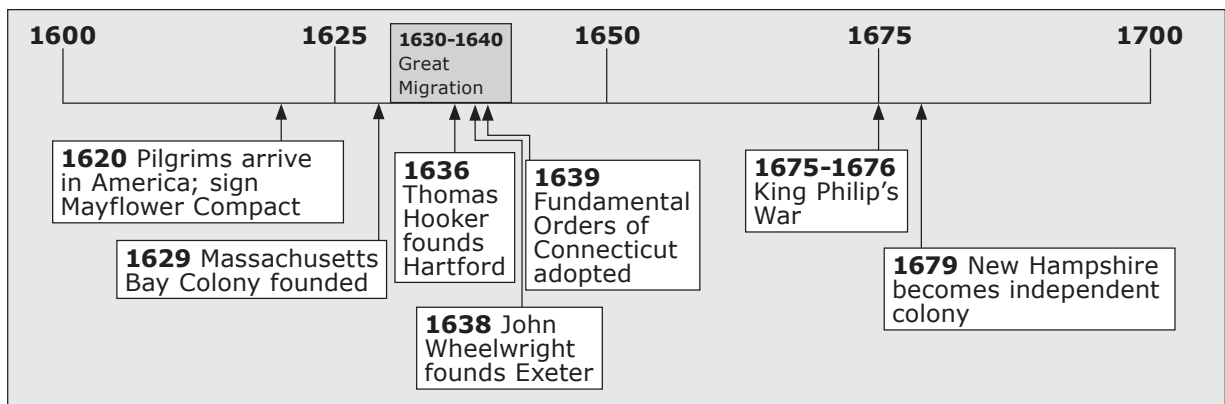 1600
1625
1630-1640
Great
Migration
1650
1675
1700
1620 Pilgrims arrive
in America; sign
Mayflower Compact
1629 Massachusetts
Bay Colony founded
1636
Thomas
Hooker
founds
Hartford
1638 John
Wheelwright
founds Exeter
1639
Fundamental
Orders of
Connecticut
adopted
1675-1676
King Philip’s
War
1679 New Hampshire
becomes independent
colony